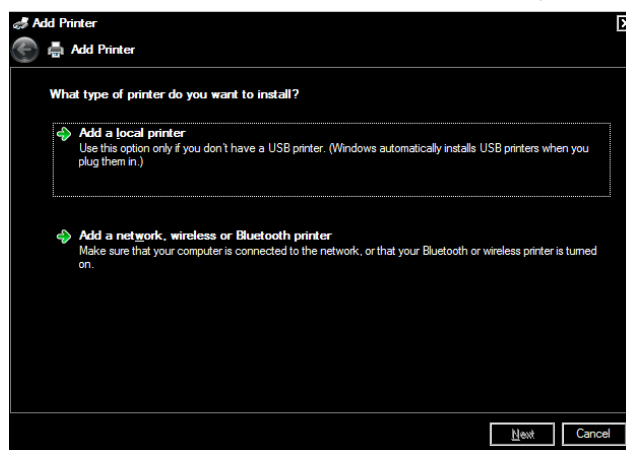 Add Printer
Add Printer
What type of printer do you want to install?
Add a local printer
Use this option only if you don't have a USB printer. (Windows automatically installs USB printers when you
plug them in.)
Add a network, wireless or Bluetooth printer
Make sure that your computer is connected to the network, or that your Bluetooth or wireless printer is turned
on.
Next Cancel